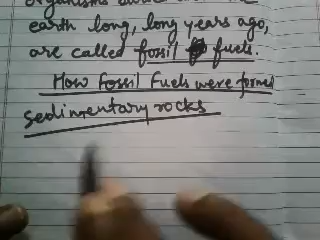 earth long, long years ago,
are called fossil fuels.
How Fossil Fuels were formed
sedimentary rocks